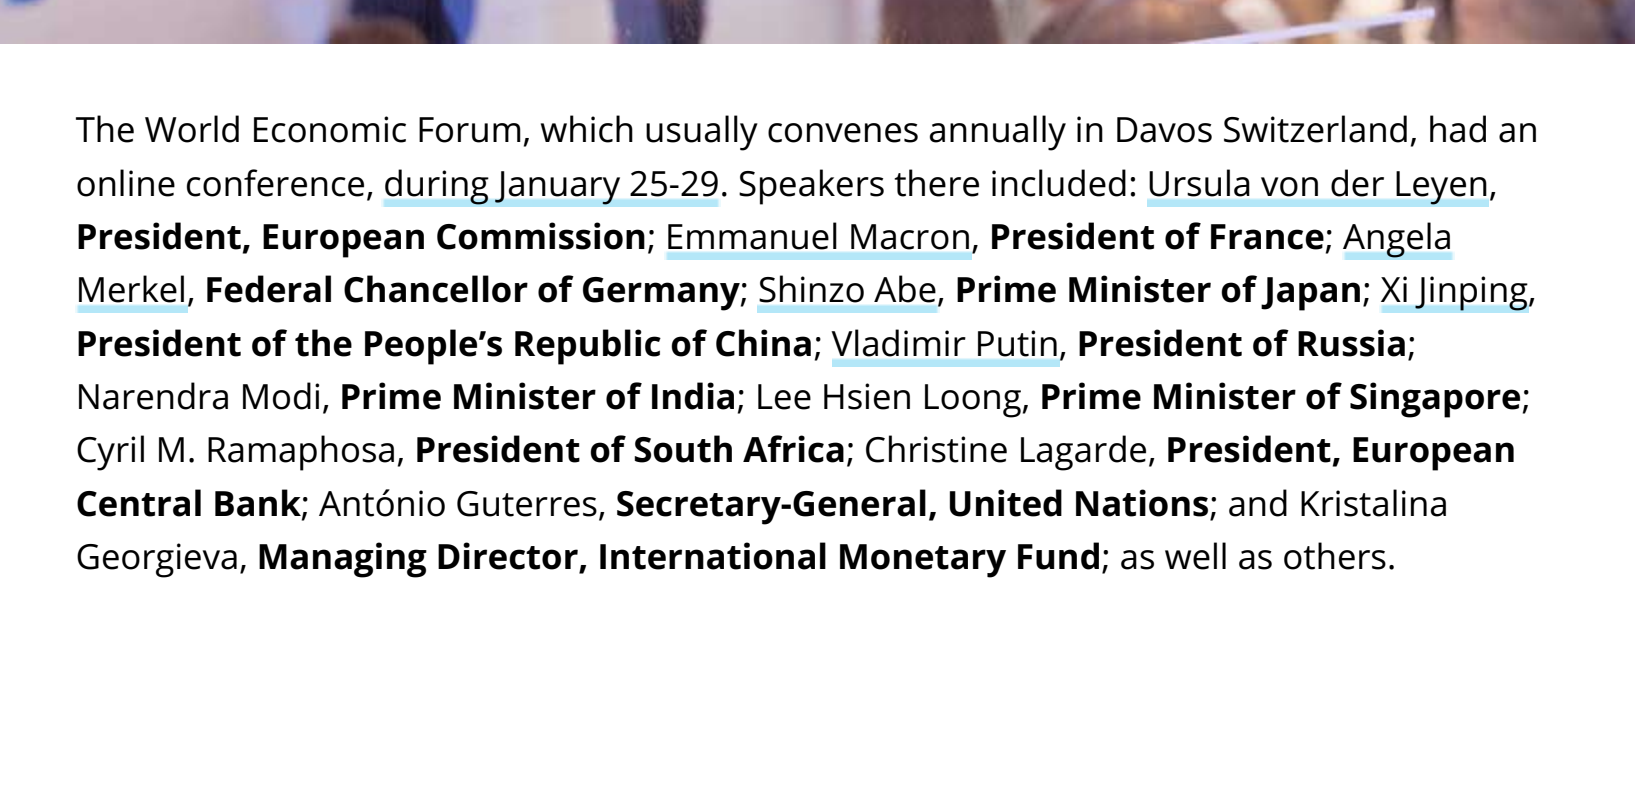 The World Economic Forum, which usually convenes annually in Davos Switzerland, had an
online conference, during January 25-29. Speakers there included: Ursula von der Leyen,
President, European Commission; Emmanuel Macron, President of France; Angela
Merkel, Federal Chancellor of Germany; Shinzo Abe, Prime Minister of Japan; Xi Jinping,
President of the People’s Republic of China; Vladimir Putin, President of Russia;
Narendra Modi, Prime Minister of India; Lee Hsien Loong, Prime Minister of Singapore;
Cyril M. Ramaphosa, President of South Africa; Christine Lagarde, President, European
Central Bank; António Guterres, Secretary-General, United Nations; and Kristalina
Georgieva, Managing Director, International Monetary Fund; as well as others.